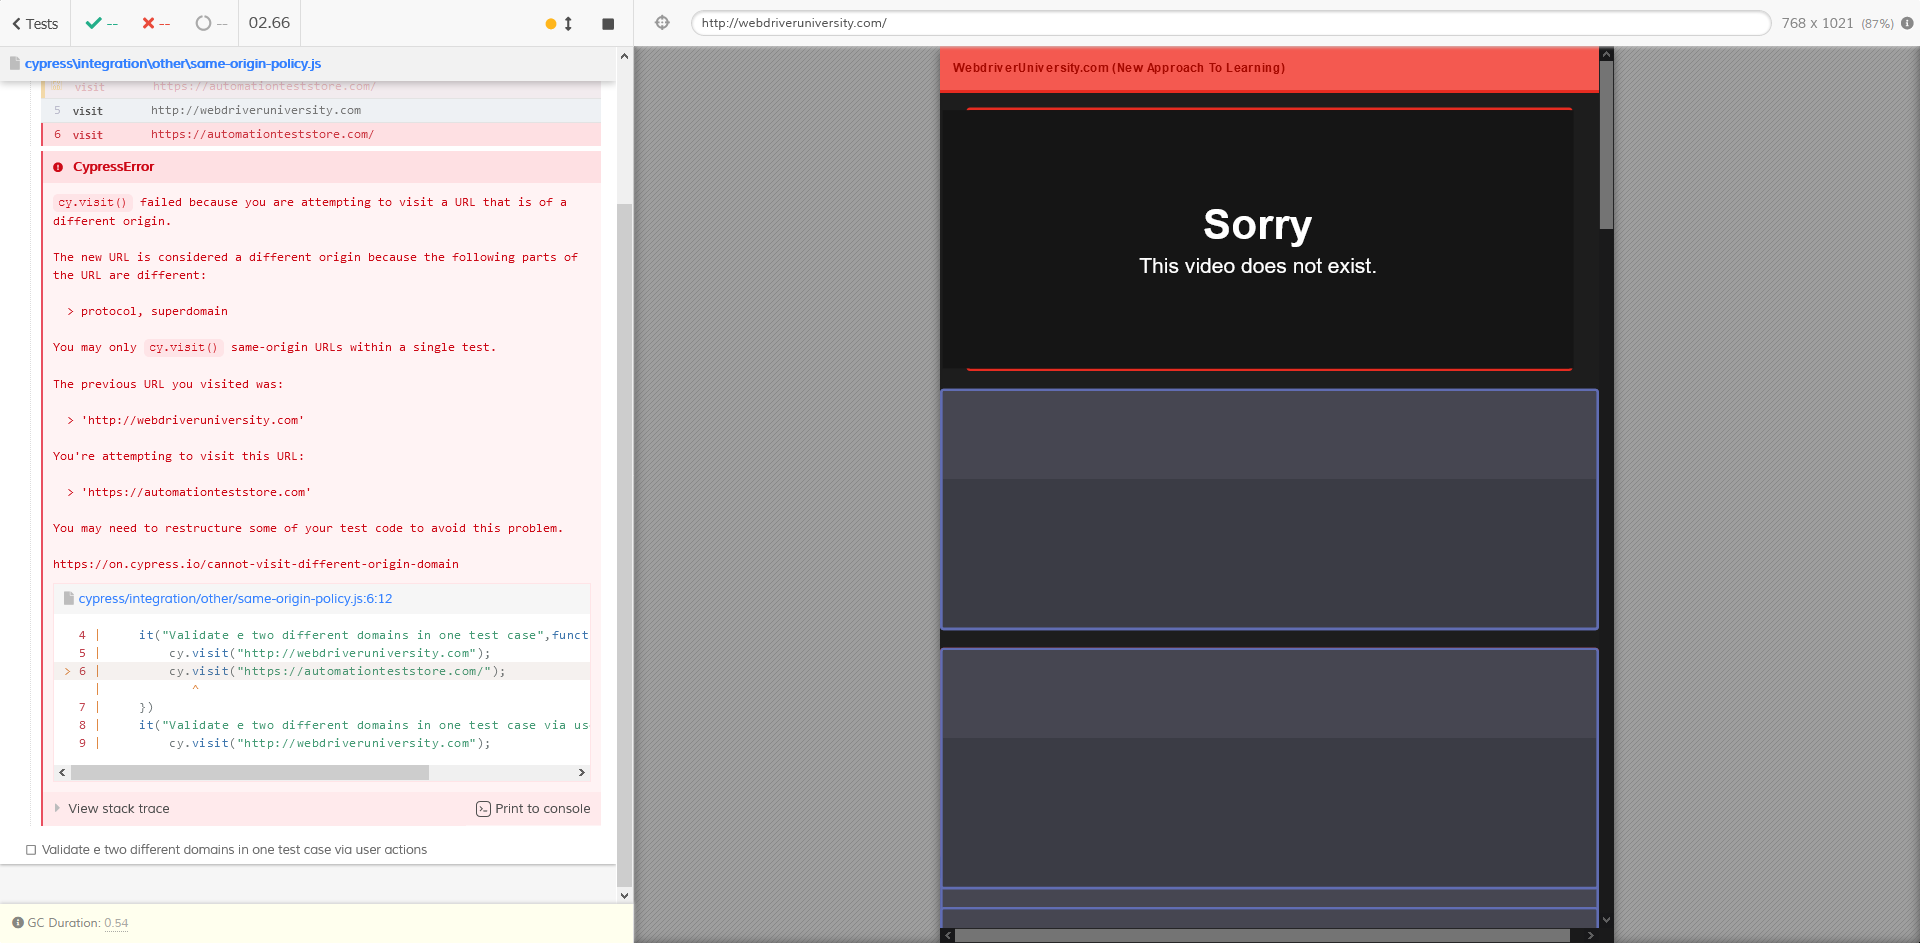 Tests
--
--
--
02.66
http://webdriveruniversity.com/
768 x 1021 (87%)
cypress\integration\other\same-origin-policy.js
visit https://automationteststore.com/
5 visit http://webdriveruniversity.com
6 visit https://automationteststore.com/
CypressError
cy.visit() failed because you are attempting to visit a URL that is of a
different origin.
The new URL is considered a different origin because the following parts of
the URL are different:
> protocol, superdomain
You may only cy.visit() same-origin URLs within a single test.
The previous URL you visited was:
> 'http://webdriveruniversity.com'
You're attempting to visit this URL:
> 'https://automationteststore.com'
You may need to restructure some of your test code to avoid this problem.
https://on.cypress.io/cannot-visit-different-origin-domain
cypress/integration/other/same-origin-policy.js:6:12
4 | it("Validate e two different domains in one test case",funct
5 | cy.visit("http://webdriveruniversity.com");
> 6 | cy.visit("https://automationteststore.com/");
| ^
7 | })
8 | it("Validate e two different domains in one test case via us
9 | cy.visit("http://webdriveruniversity.com");
View stack trace
Print to console
Validate e two different domains in one test case via user actions
GC Duration: 0.54
WebdriverUniversity.com (New Approach To Learning)
Sorry
This video does not exist.